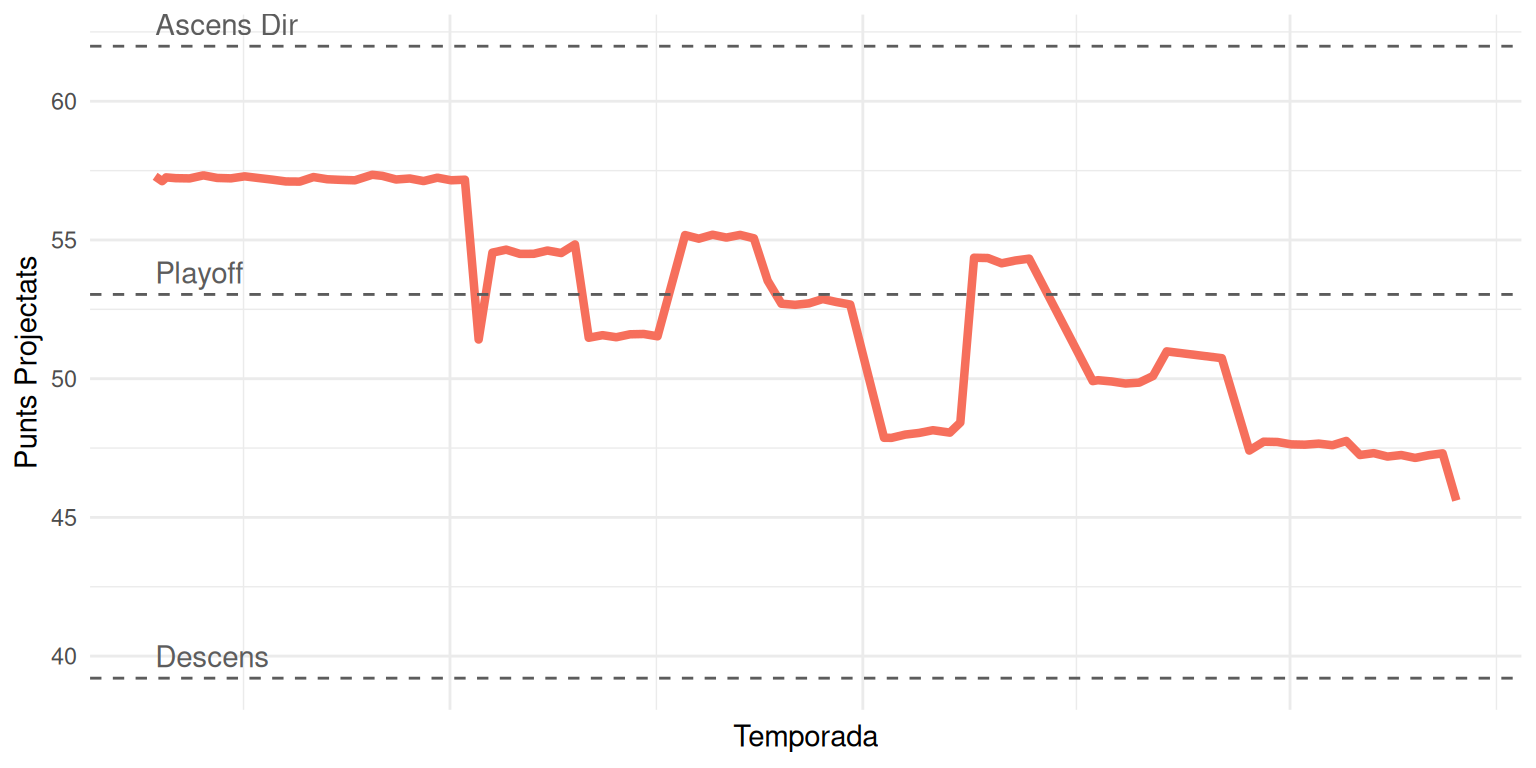 Ascens Dir
60
55
Playoff
50
45
40
Descens
Punts Projectats
Temporada